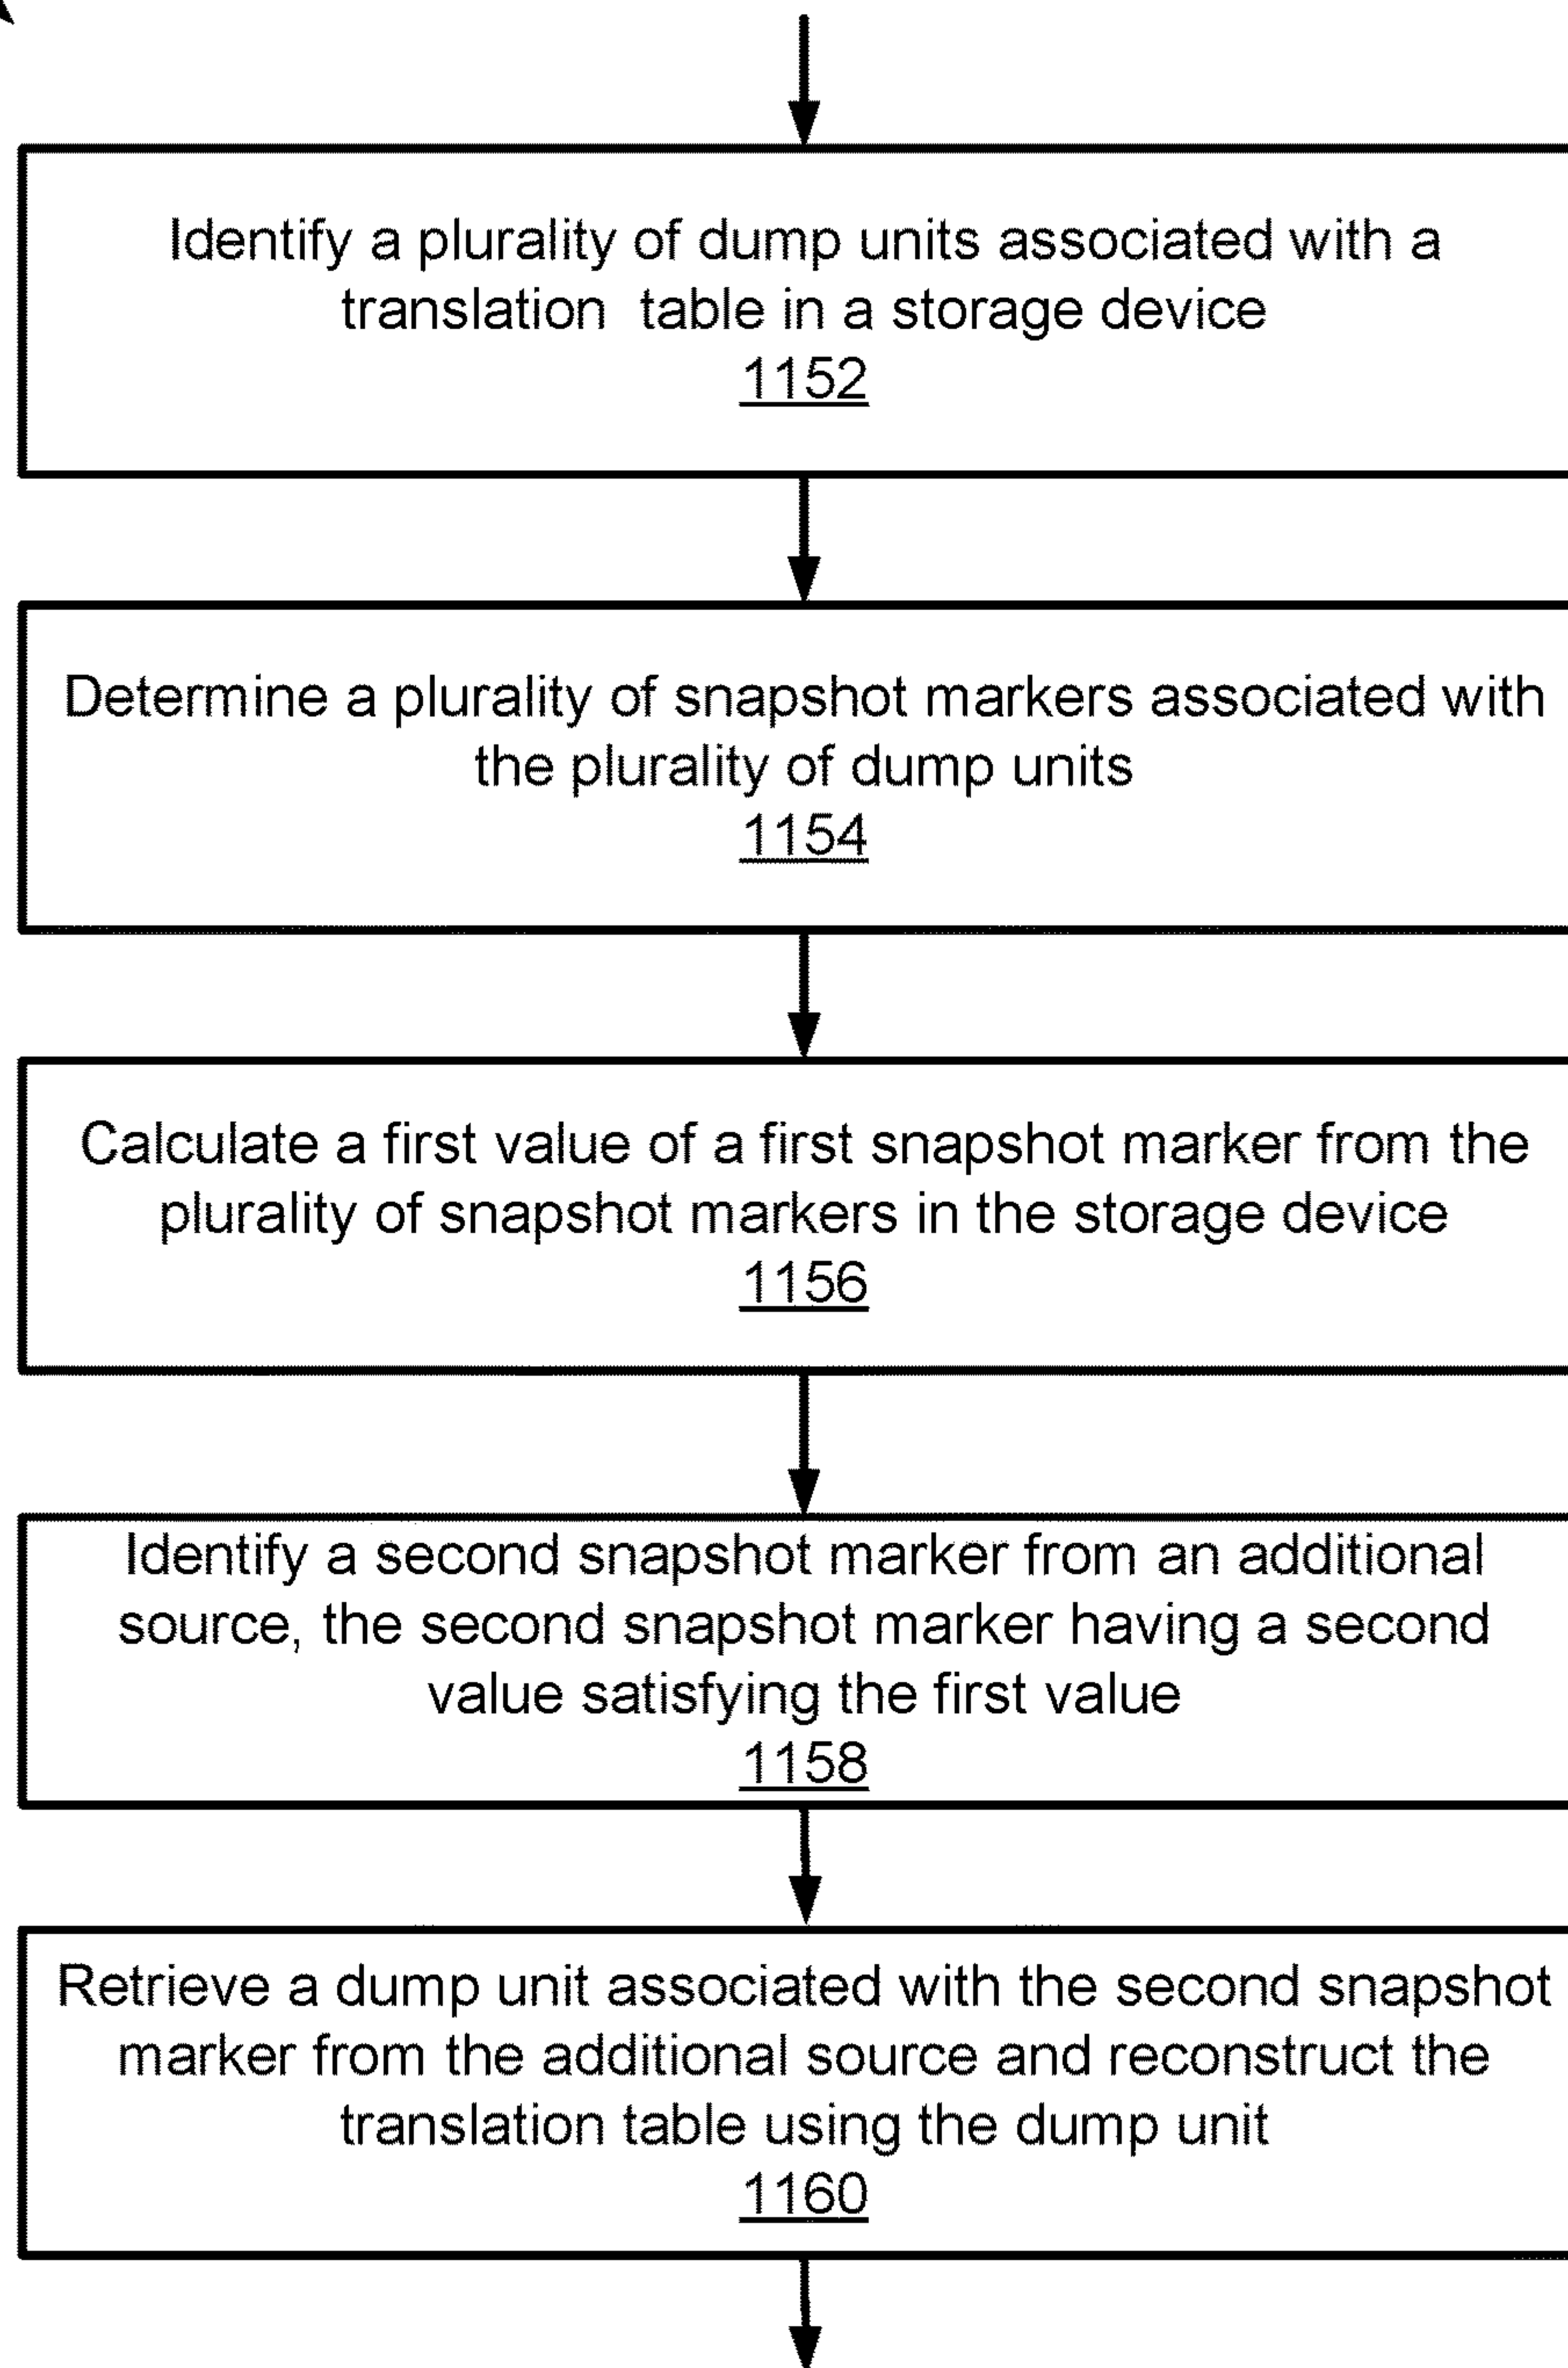 Identify a plurality of dump units associated with a
translation table in a storage device
1152
Determine a plurality of snapshot markers associated with
the plurality of dump units
1154
Calculate a first value of a first snapshot marker from the
plurality of snapshot markers in the storage device
1156
Identify a second snapshot marker from an additional
source, the second snapshot marker having a second
value satisfying the first value
1158
Retrieve a dump unit associated with the second snapshot
marker from the additional source and reconstruct the
translation table using the dump unit
1160